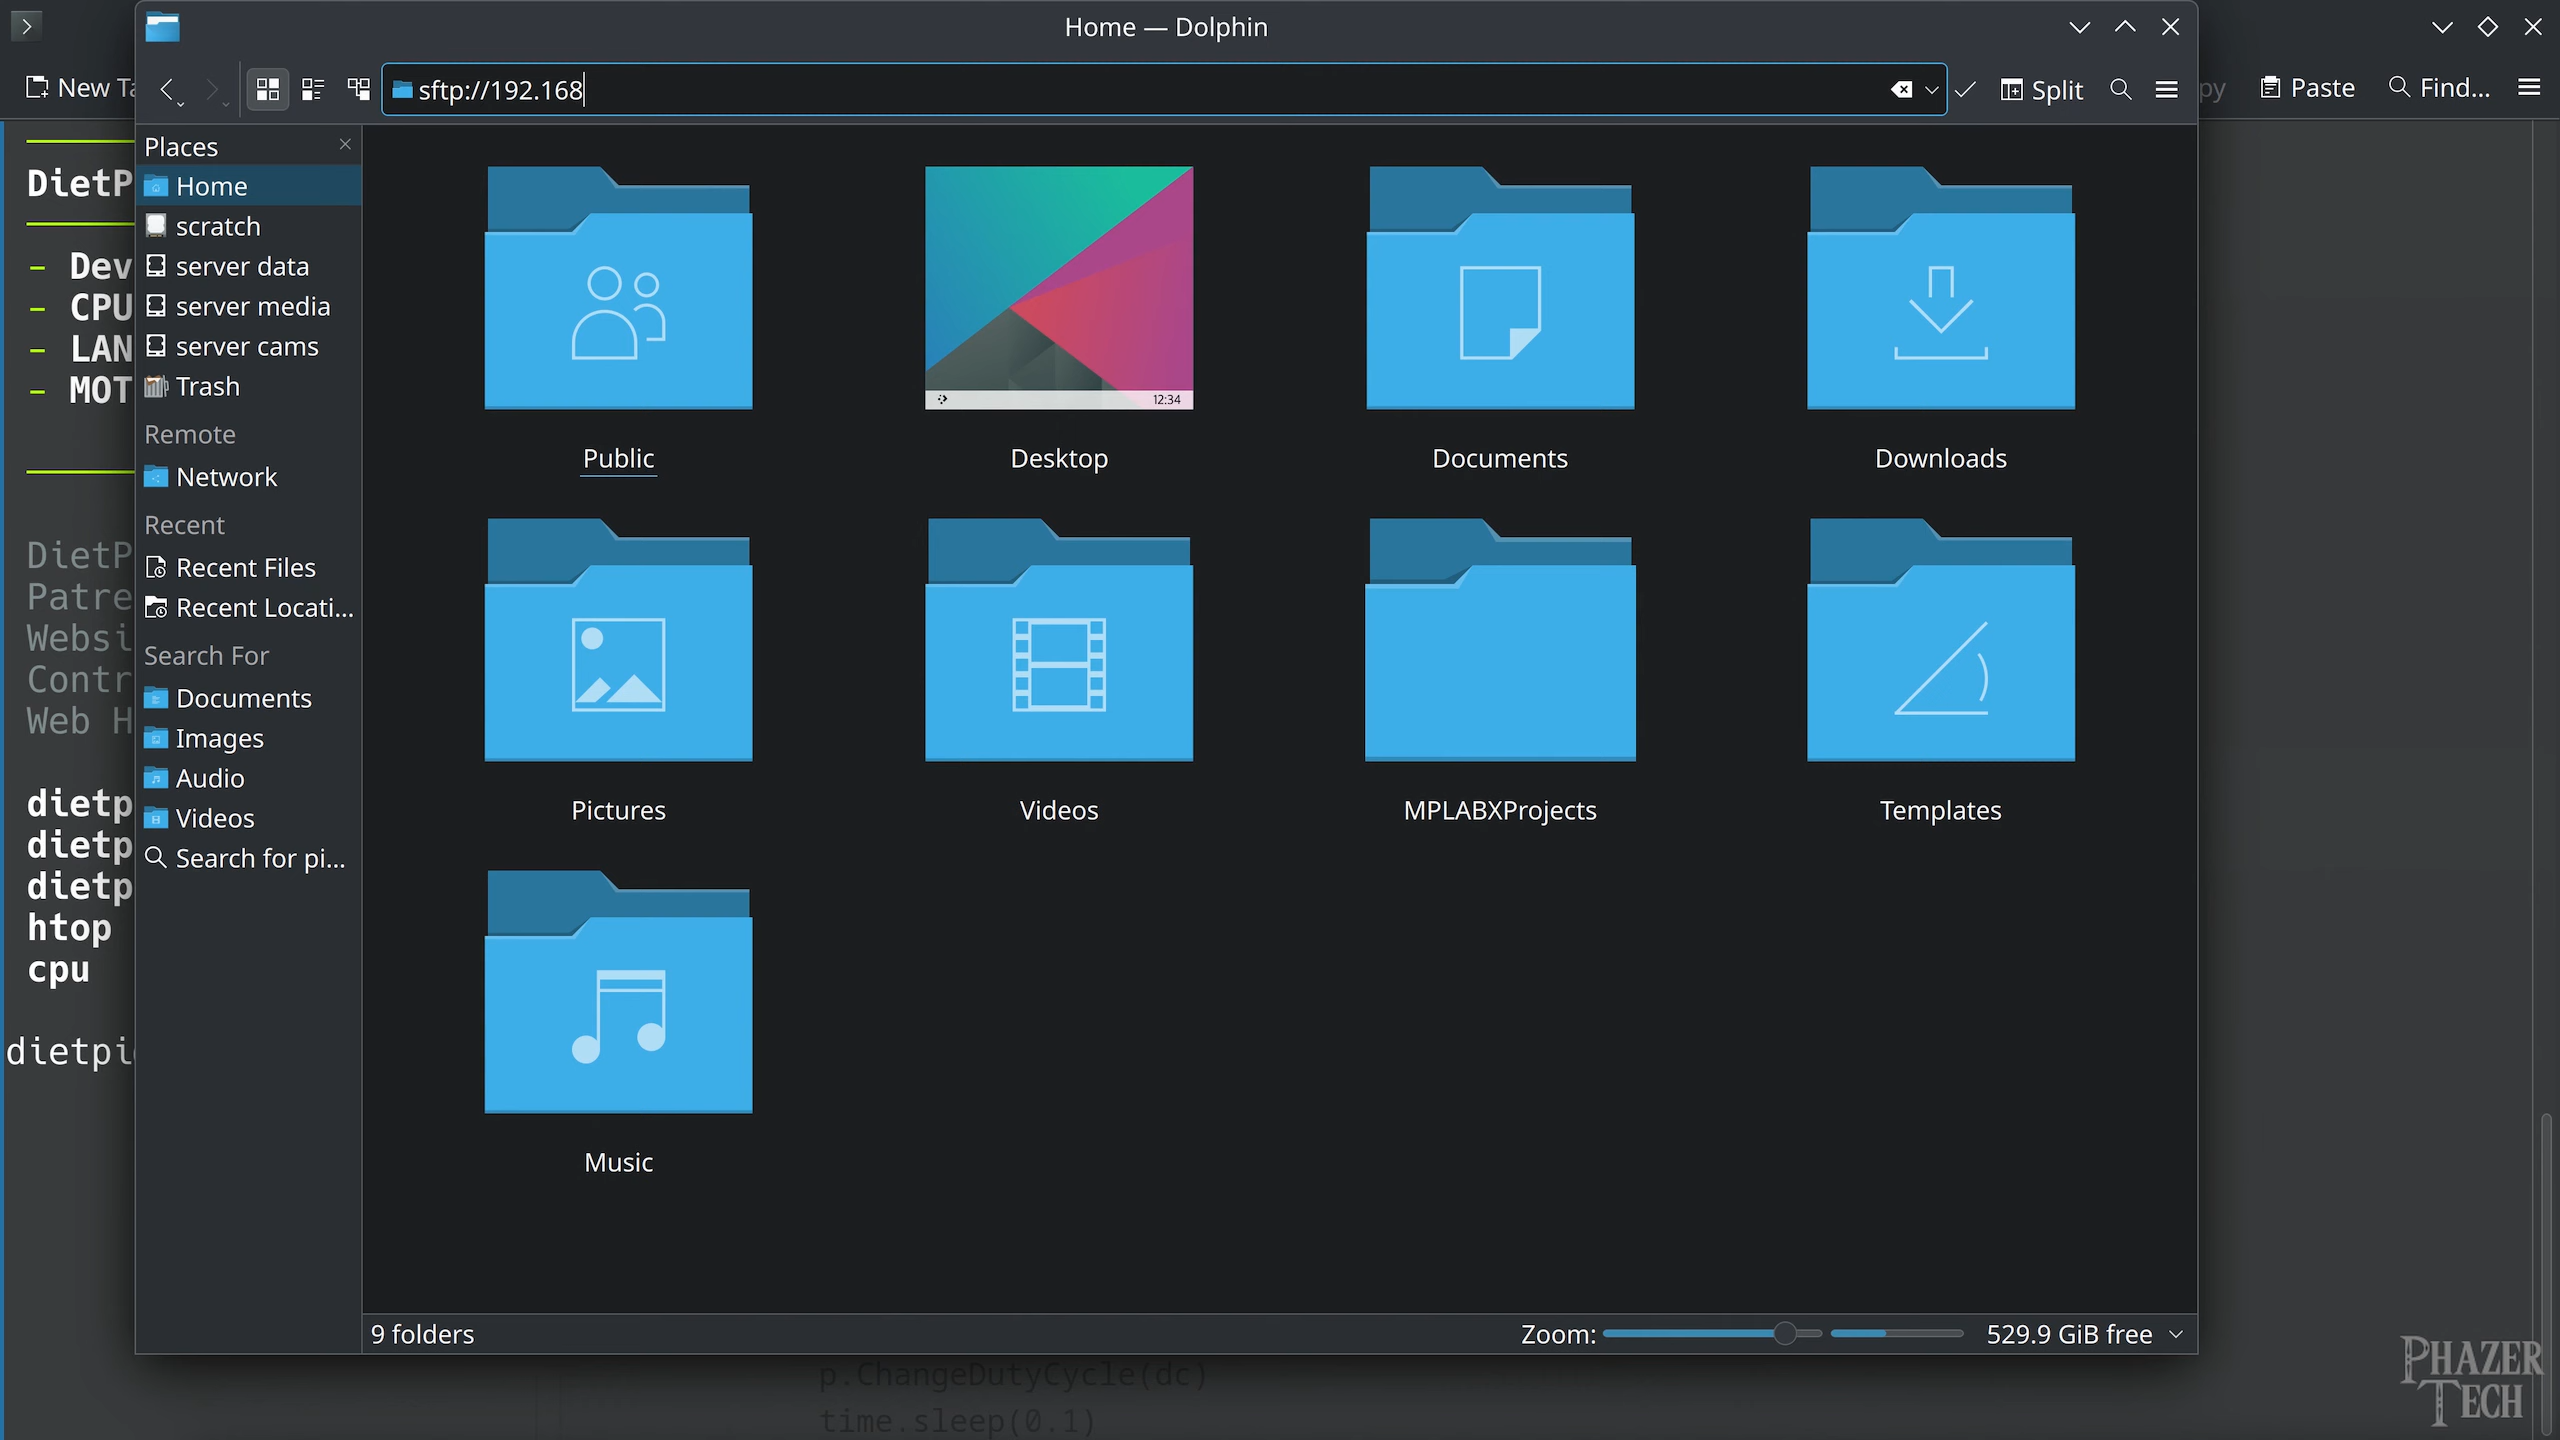 Home — Dolphin
New Ta
sftp://192.168
Split
py
Paste
Find...
Places
Home
scratch
server data
server media
server cams
Trash
Remote
Network
Recent
Recent Files
Recent Locati...
Search For
Documents
Images
Audio
Videos
Search for pi...
DietP
- Dev
- CPU
- LAN
- MOT
DietP
Patre
Websi
Contr
Web H
dietp
dietp
dietp
htop
cpu
dietpi
12:34
Public
Desktop
Documents
Downloads
Pictures
Videos
MPLABXProjects
Templates
Music
9 folders
Zoom:
529.9 GiB free
p.ChangeDutyCycle(dc)
time.sleep(0.1)
PHAZER
TECH